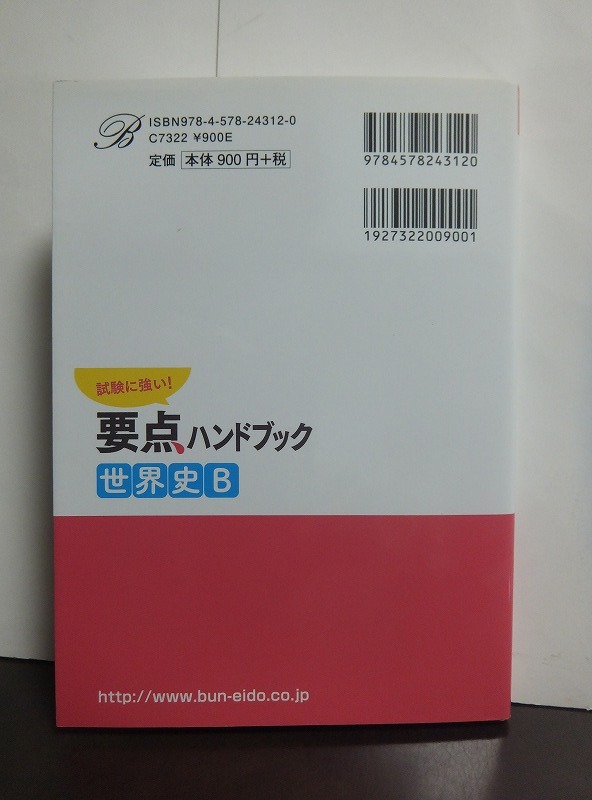 B
ISBN978-4-578-24312-0
C7322 ¥900E
定価 本体900円+税
9784578243120
1927322009001
試験に強い!
要点ハンドブック
世界史B
http://www.bun-eido.co.jp